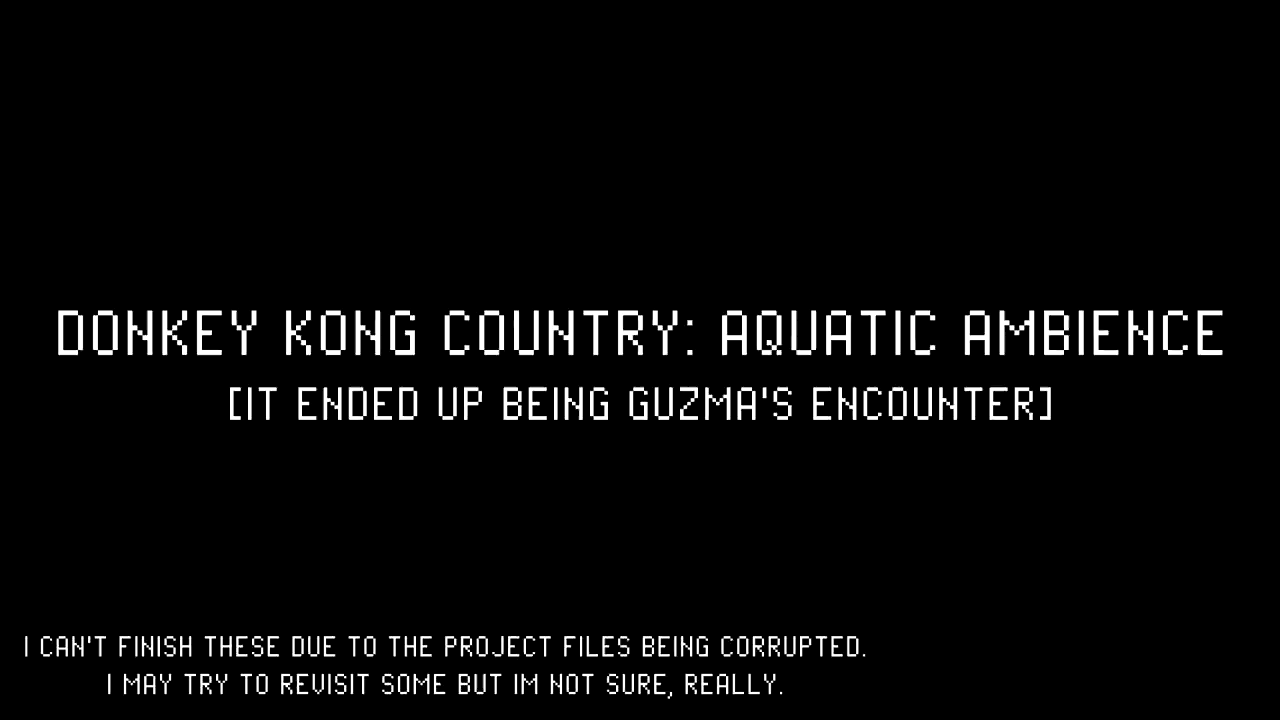 DONKEY KONG COUNTRY: AQUATIC AMBIENCE
[IT ENDED UP BEING GUZMA'S ENCOUNTER]
I CAN'T FINISH THESE DUE TO THE PROJECT FILES BEING CORRUPTED.
I MAY TRY TO REVISIT SOME BUT IM NOT SURE, REALLY.